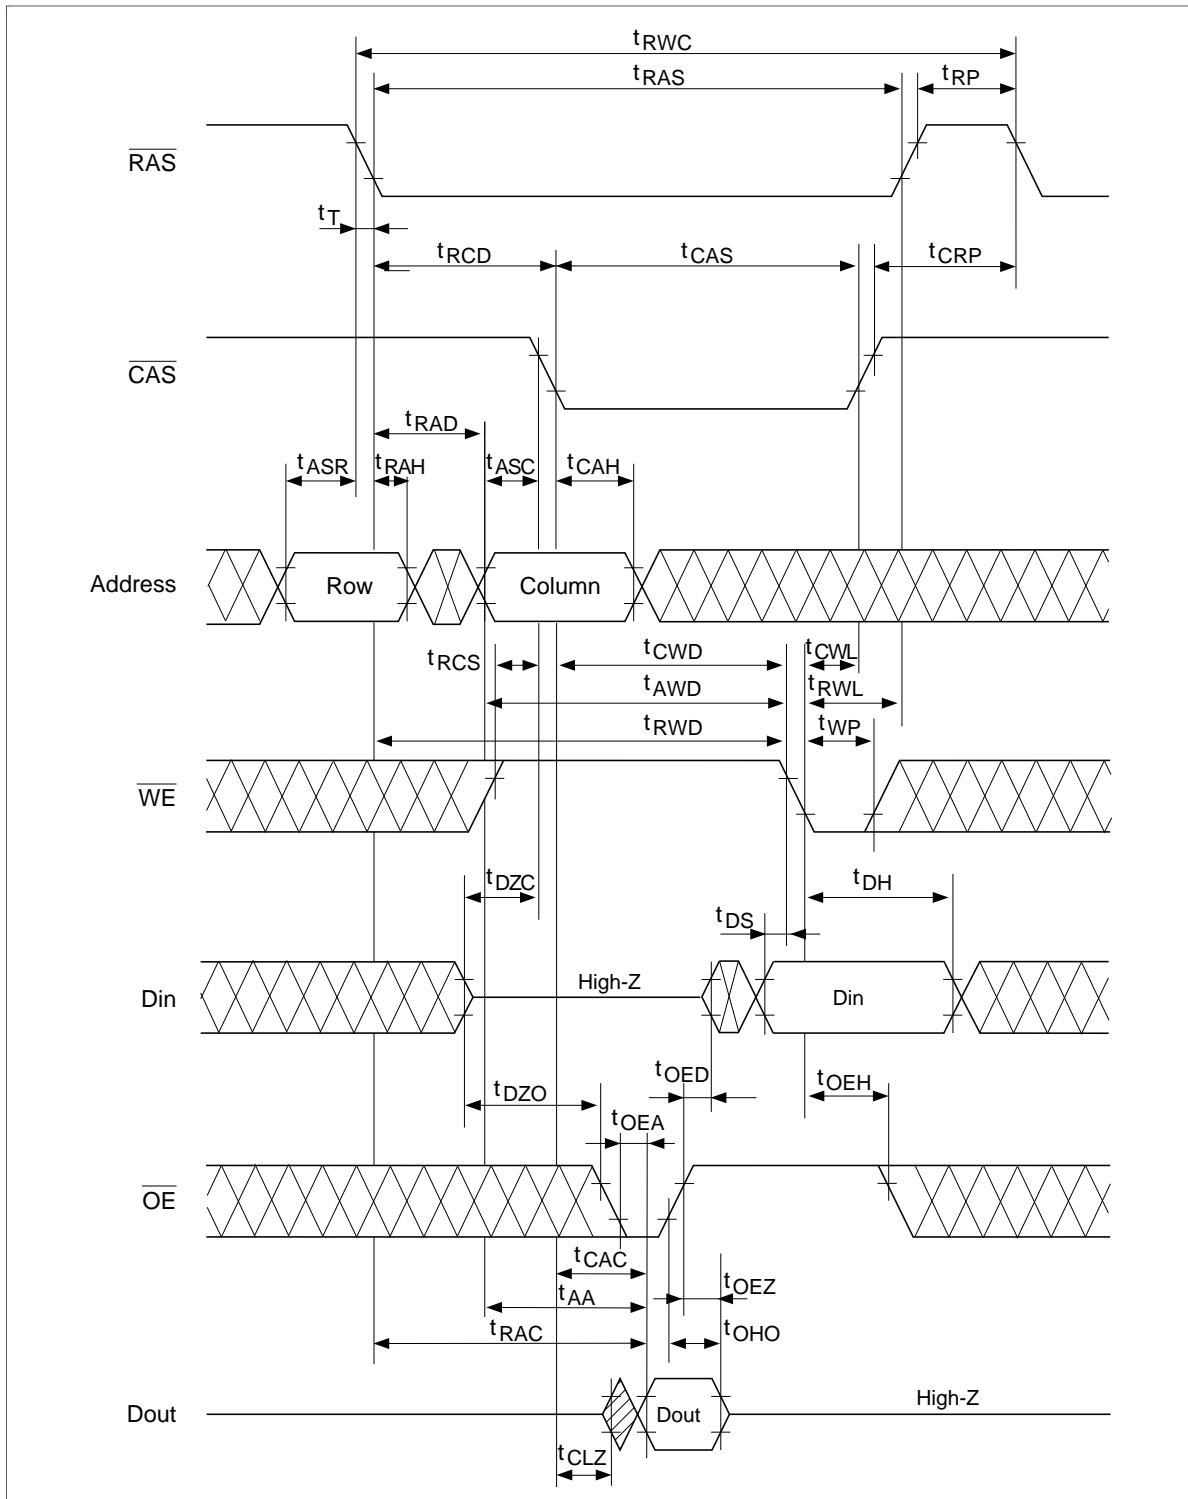 tRWC
tRAS
tRP
RAS
tT
tRCD
tCAS
tCRP
CAS
tRAD
tASR
tRAH
tASC
tCAH
Address
Row
Column
tRCS
tCWD
tCWL
tAWD
tRWL
tRWD
tWP
WE
tDZC
tDH
tDS
Din
High-Z
Din
tDZO
tOED
tOEH
tOEA
OE
tCAC
tOEZ
tAA
tRAC
tOHO
Dout
Dout
High-Z
tCLZ